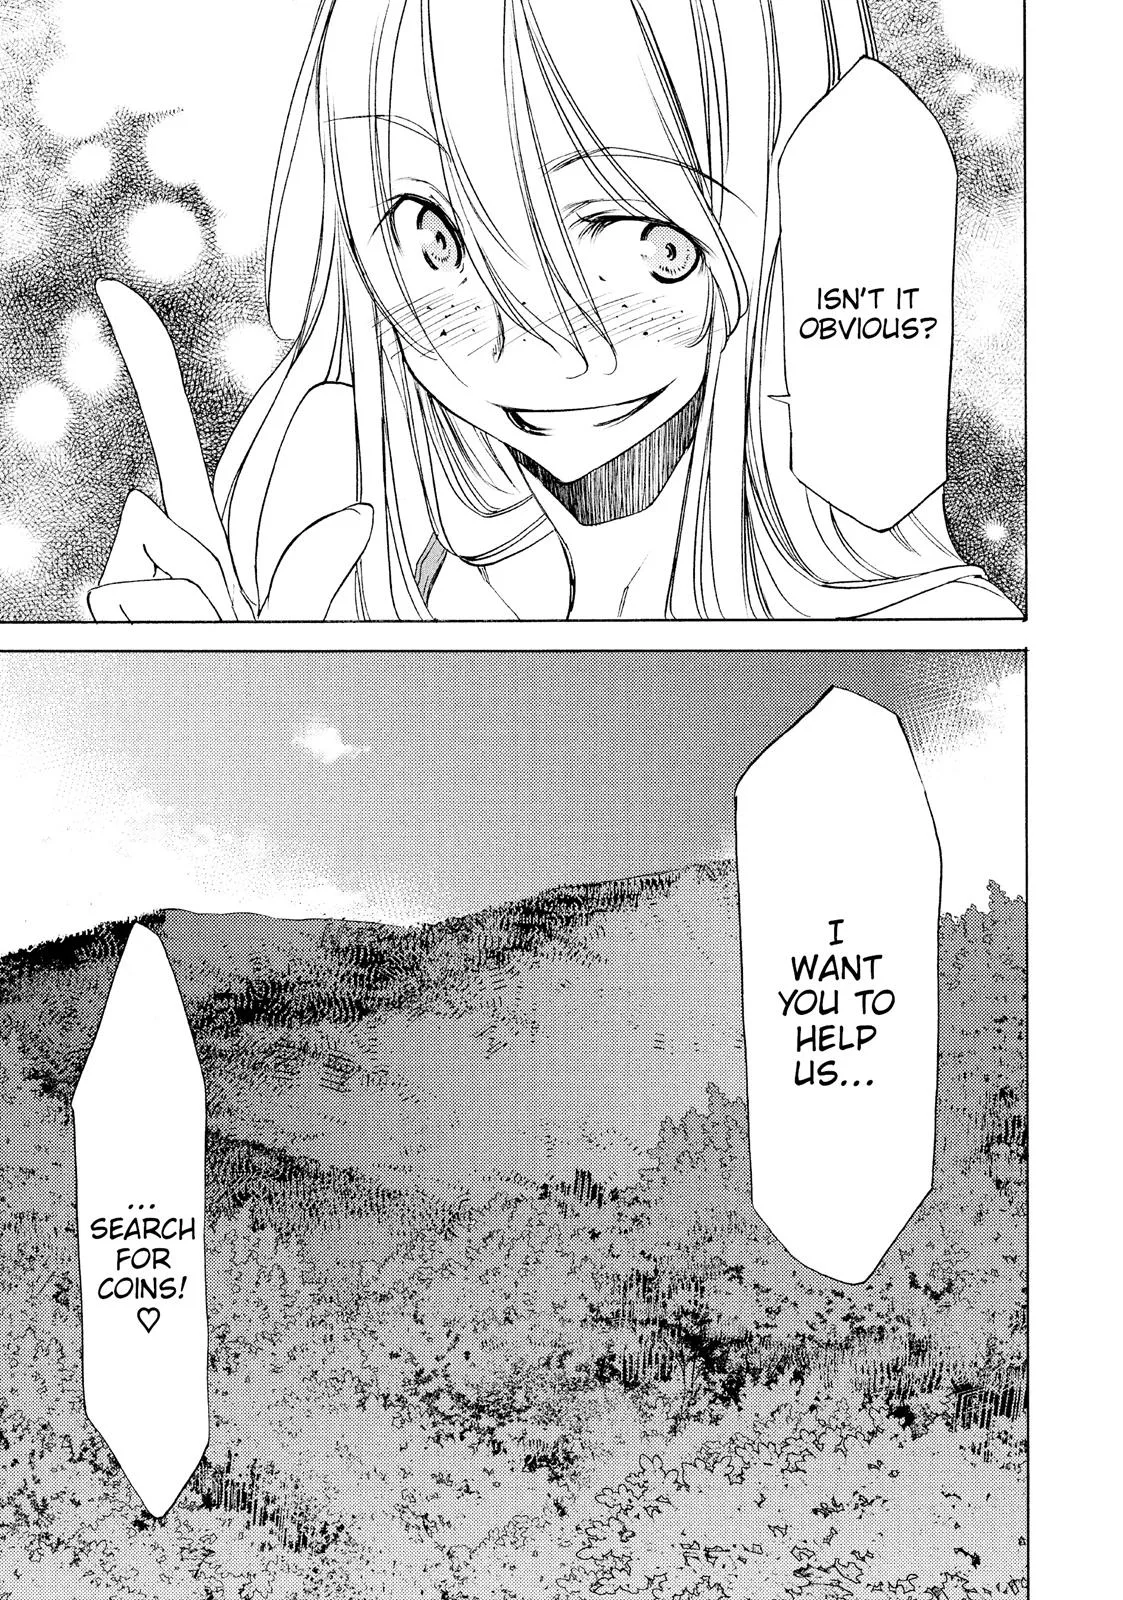 ISN'T IT
OBVIOUS?
I
WANT
YOU TO
HELP
US...
...
SEARCH
FOR
COINS!
♡